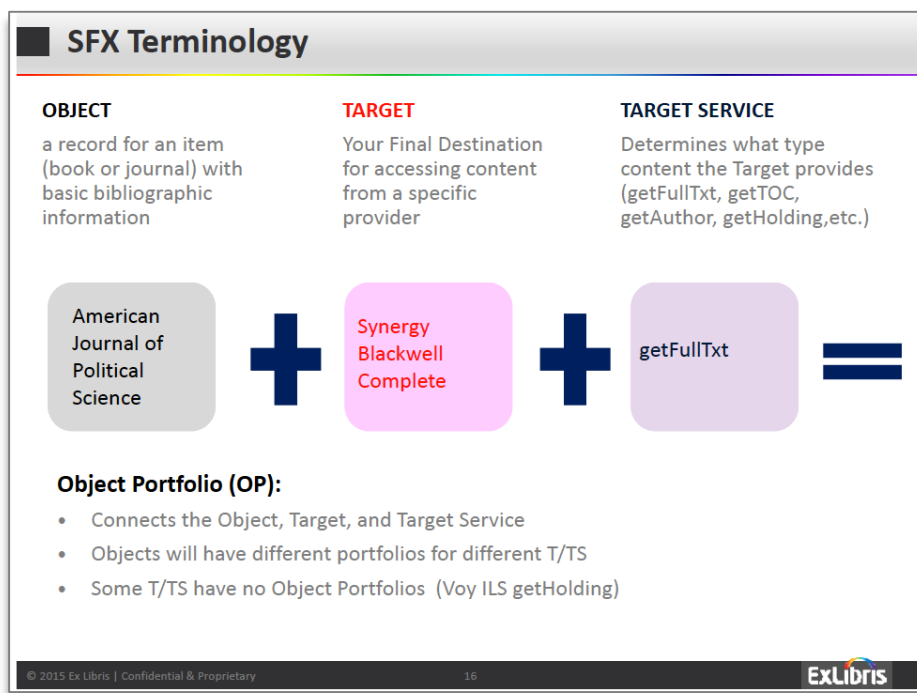 SFX Terminology
OBJECT
a record for an item
(book or journal) with
basic bibliographic
information
TARGET
Your Final Destination
for accessing content
from a specific
provider
TARGET SERVICE
Determines what type
content the Target provides
(getFullTxt, getTOC,
getAuthor, getHolding,etc.)
American
Journal of
Political
Science
Synergy
Blackwell
Complete
getFullTxt
Object Portfolio (OP):
• Connects the Object, Target, and Target Service
• Objects will have different portfolios for different T/TS
• Some T/TS have no Object Portfolios (Voy ILS getHolding)
© 2015 Ex Libris | Confidential & Proprietary
16
ExLibris